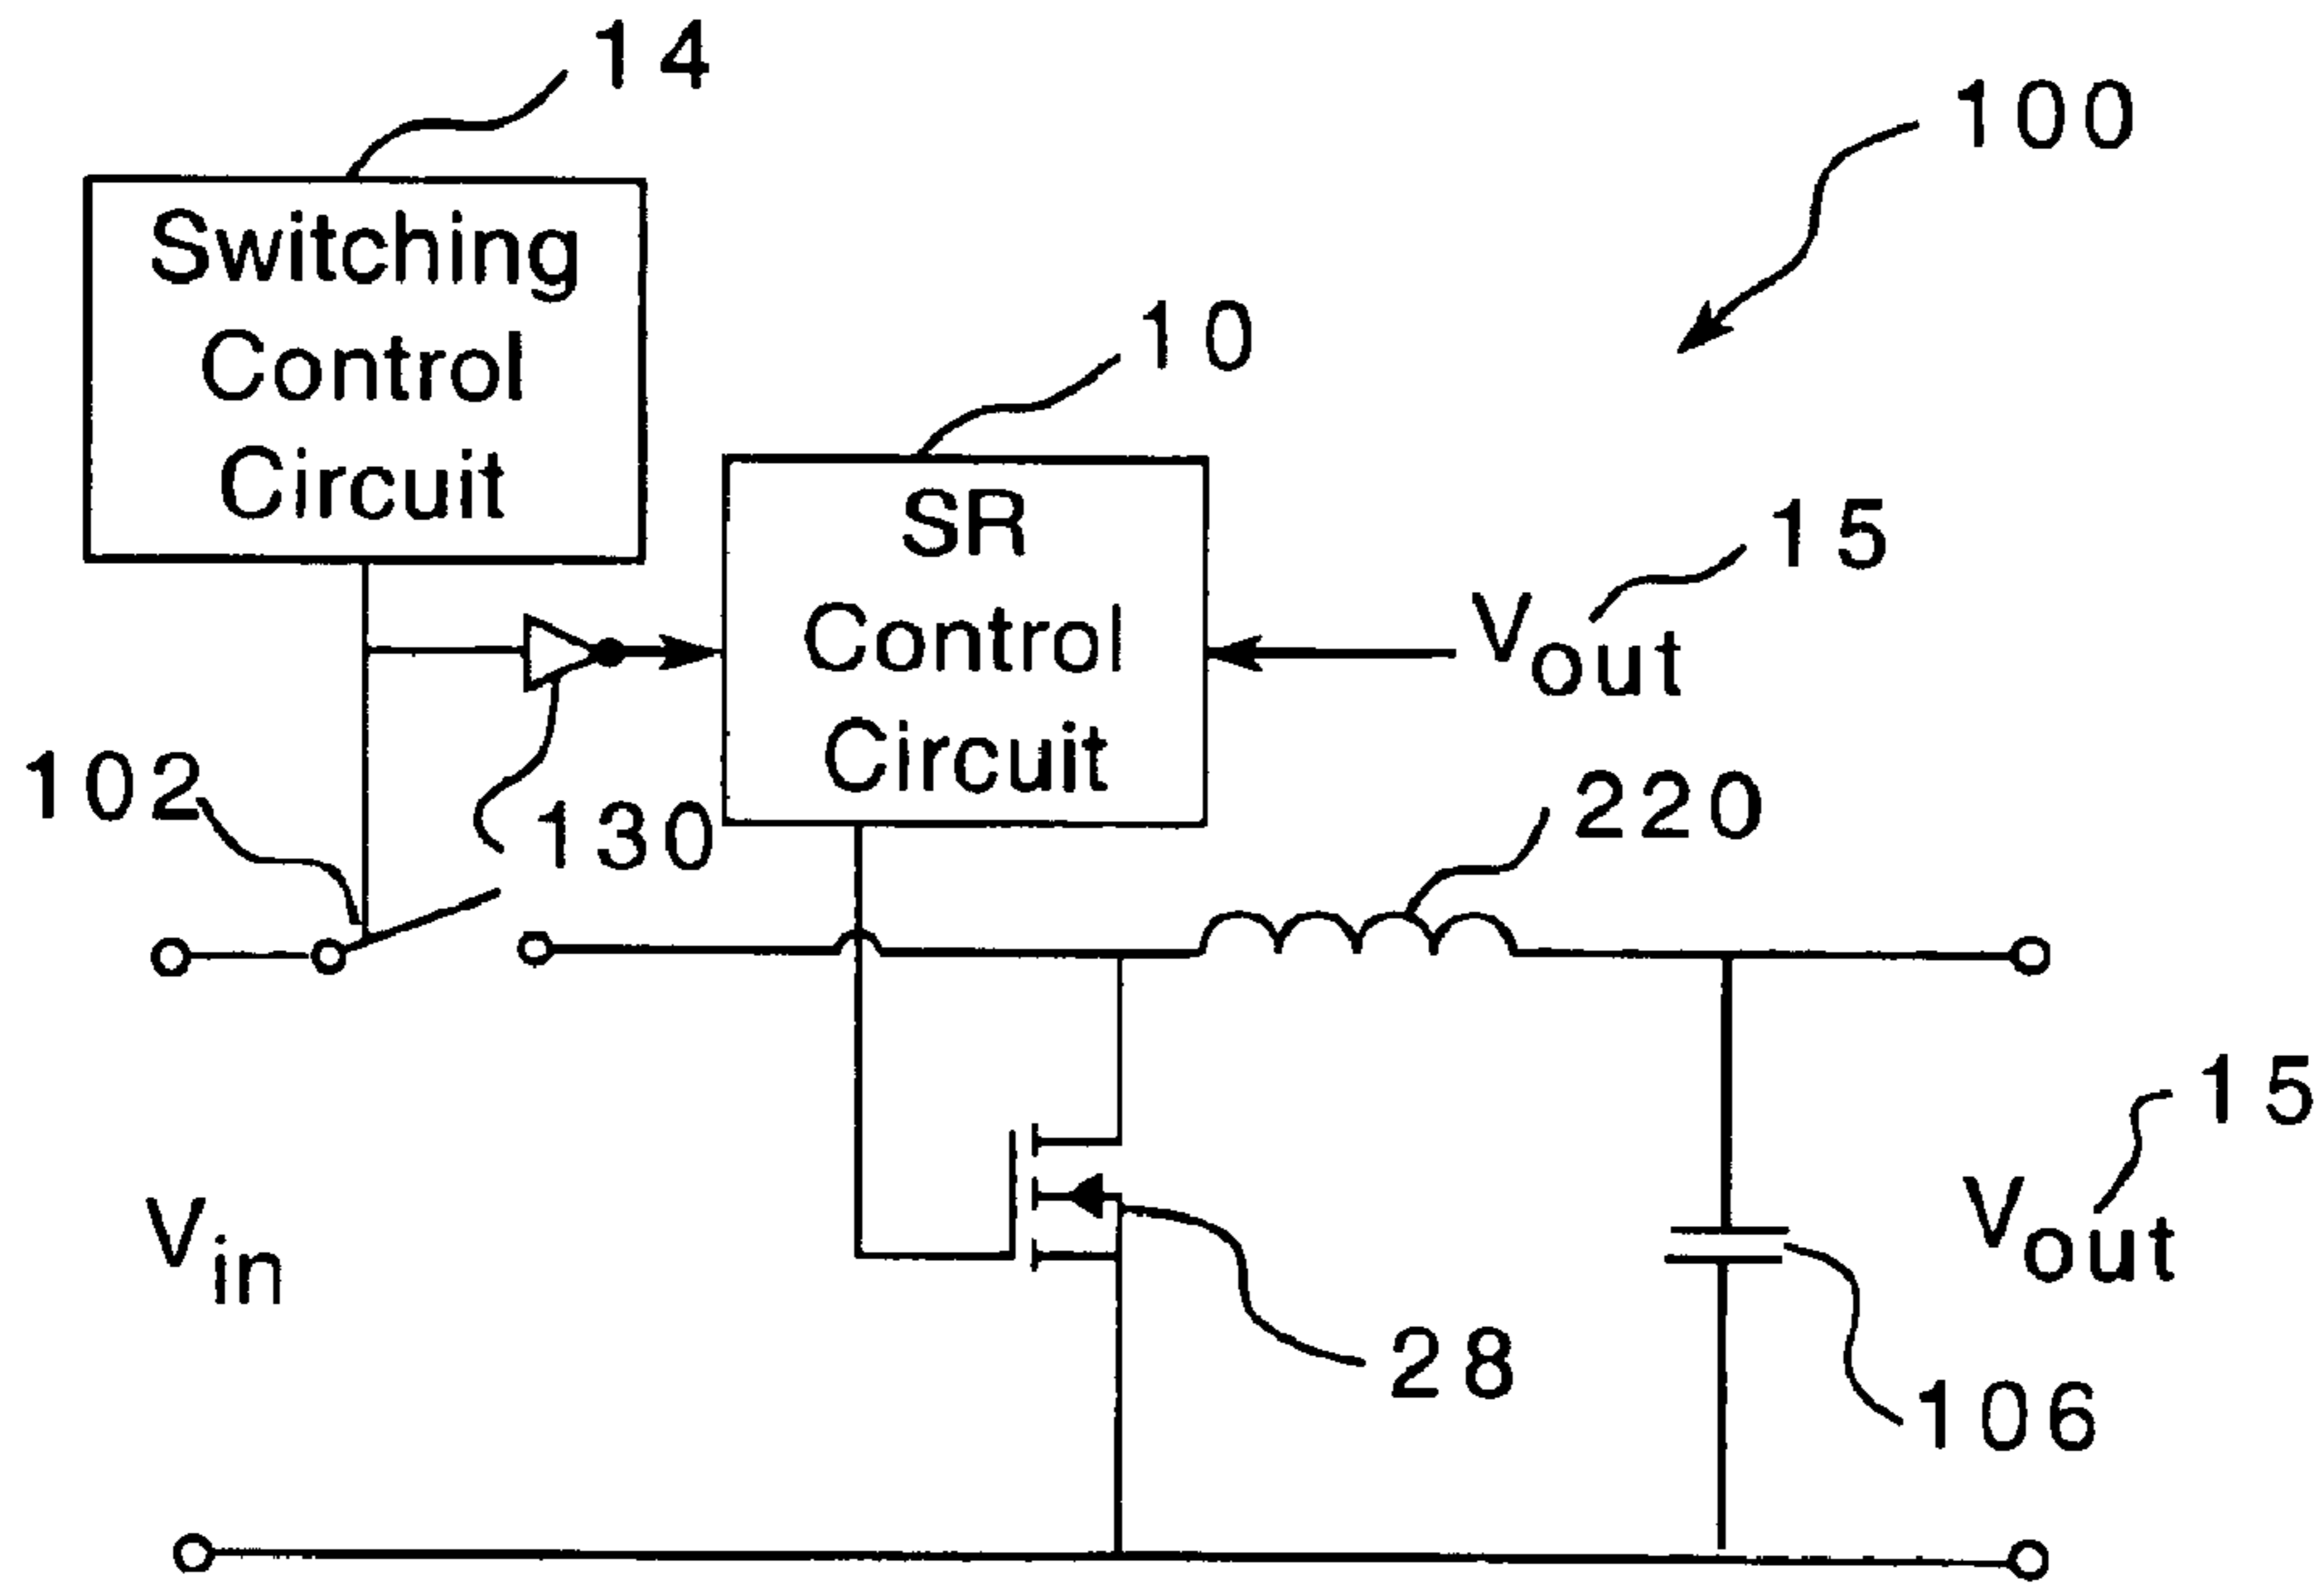 14
100
Switching
Control
Circuit
10
SR
Control
Circuit
15
Vout
102
130
220
15
Vin
Vout
28
106